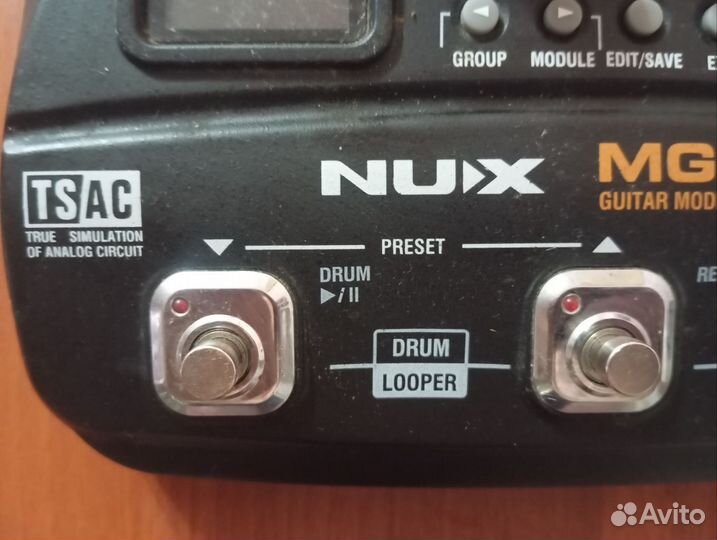 GROUP MODULE EDIT/SAVE
NUX MG
GUITAR MOD
TSAC
TRUE SIMULATION
OF ANALOG CIRCUIT
PRESET
DRUM
DRUM
LOOPER
Avito